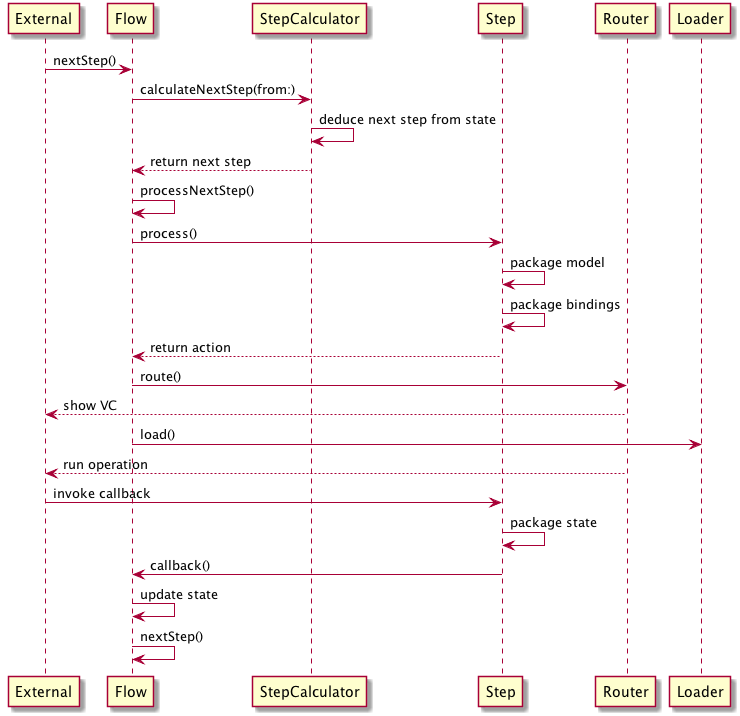 External Flow StepCalculator Step Router Loader
nextStep()
calculateNextStep(from:)
deduce next step from state
return next step
processNextStep()
process()
package model
package bindings
return action
route()
show VC
load()
run operation
invoke callback
package state
callback()
update state
nextStep()
External Flow StepCalculator Step Router Loader